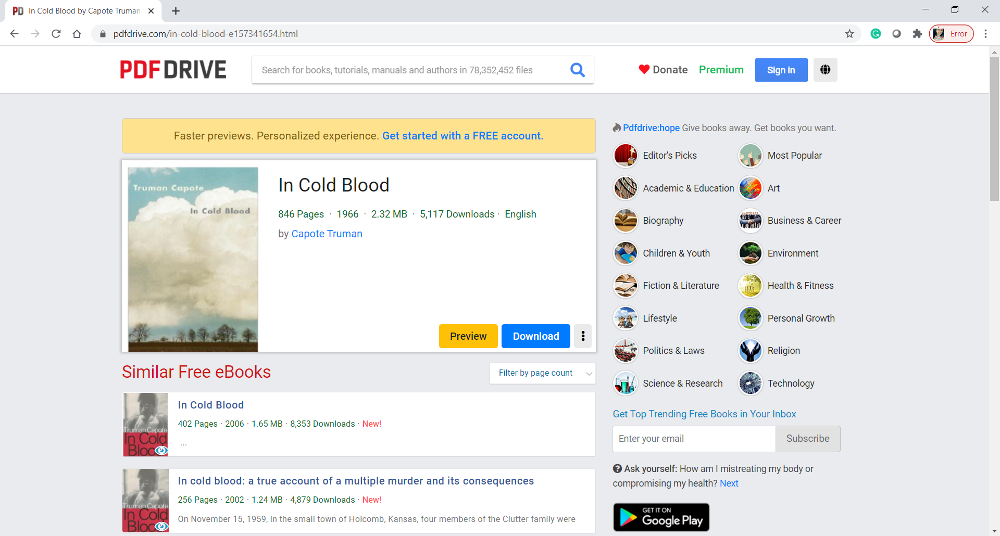 In Cold Blood by Capote Truman
pdfdrive.com/in-cold-blood-e157341654.html
Error
PDF DRIVE
Search for books, tutorials, manuals and authors in 78,352,452 files
Donate
Premium
Sign in
Faster previews. Personalized experience. Get started with a FREE account.
Truman Capote
In Cold Blood
In Cold Blood
846 Pages · 1966 · 2.32 MB · 5,117 Downloads · English
by Capote Truman
Preview
Download
Similar Free eBooks
Filter by page count
Truman Capote
In Cold
Blood
In Cold Blood
402 Pages · 2006 · 1.65 MB · 8,353 Downloads · New!
...
Truman Capote
In Cold
Blood
In cold blood: a true account of a multiple murder and its consequences
256 Pages · 2002 · 1.24 MB · 4,879 Downloads · New!
On November 15, 1959, in the small town of Holcomb, Kansas, four members of the Clutter family were
Pdfdrive:hope Give books away. Get books you want.
Editor's Picks
Most Popular
Academic & Education
Art
Biography
Business & Career
Children & Youth
Environment
Fiction & Literature
Health & Fitness
Lifestyle
Personal Growth
Politics & Laws
Religion
Science & Research
Technology
Get Top Trending Free Books in Your Inbox
Enter your email
Subscribe
Ask yourself: How am I mistreating my body or
compromising my health? Next
GET IT ON
Google Play